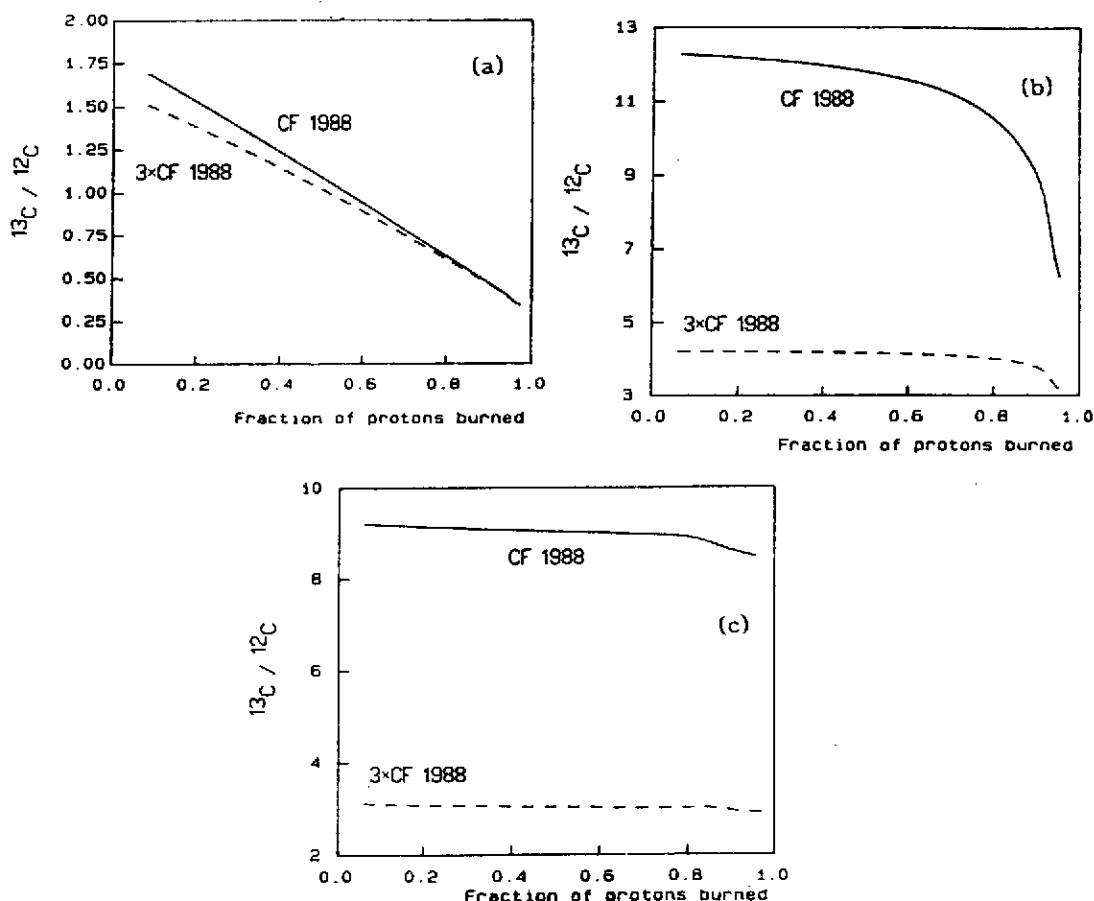 2.00
1.75
1.50
1.25
1.00
0.75
0.50
0.25
0.00
¹³C / ¹²C
(a)
CF 1988
3×CF 1988
0.0 0.2 0.4 0.6 0.8 1.0
Fraction of protons burned
13
11
9
7
5
3
¹³C / ¹²C
(b)
CF 1988
3×CF 1988
0.0 0.2 0.4 0.6 0.8 1.0
Fraction of protons burned
10
8
6
4
2
¹³C / ¹²C
CF 1988
(c)
3×CF 1988
0.0 0.2 0.4 0.6 0.8 1.0
Fraction of protons burned